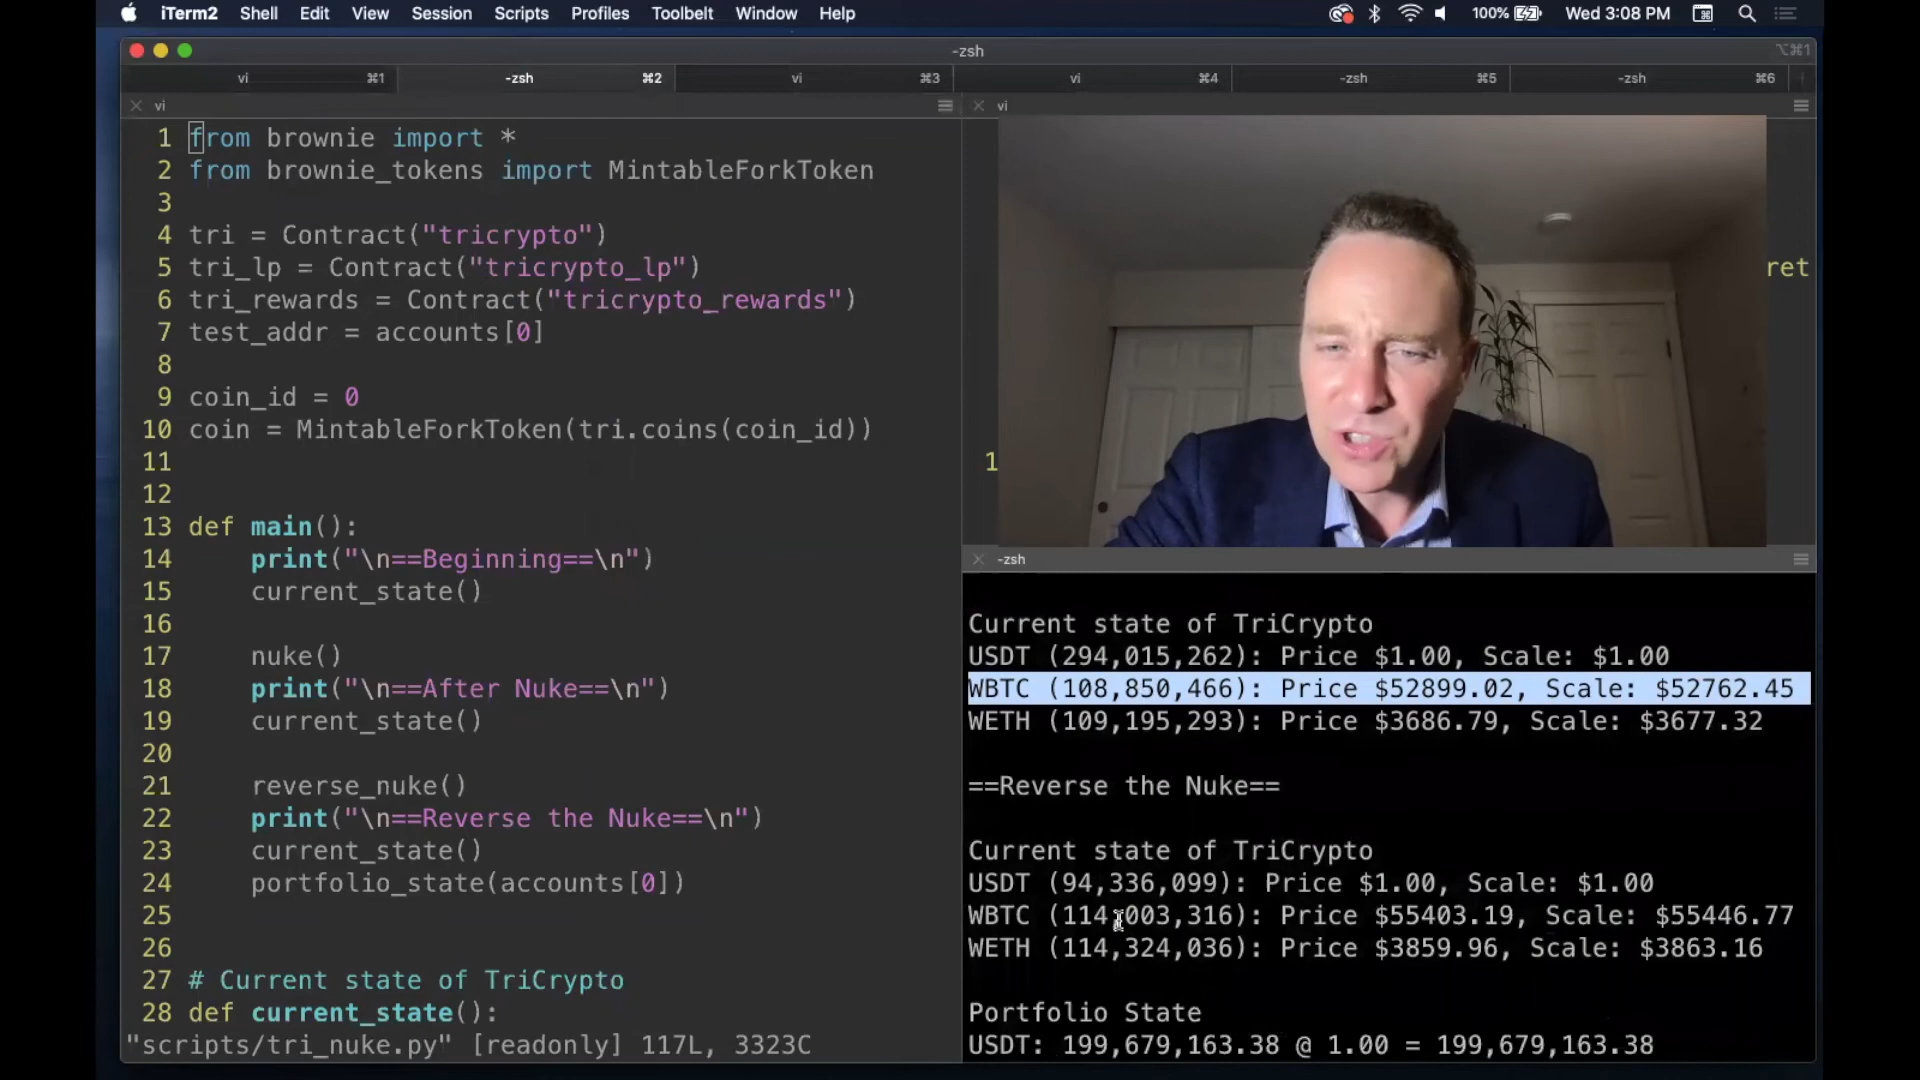 iTerm2 Shell Edit View Session Scripts Profiles Toolbelt Window Help 100% Wed 3:08 PM
-zsh ⌥⌘1
vi ⌘1 -zsh ⌘2 vi ⌘3 vi ⌘4 -zsh ⌘5 -zsh ⌘6
vi
1 from brownie import *
2 from brownie_tokens import MintableForkToken
3
4 tri = Contract("tricrypto")
5 tri_lp = Contract("tricrypto_lp")
6 tri_rewards = Contract("tricrypto_rewards")
7 test_addr = accounts[0]
8
9 coin_id = 0
10 coin = MintableForkToken(tri.coins(coin_id))
11
12
13 def main():
14     print("\n==Beginning==\n")
15     current_state()
16
17     nuke()
18     print("\n==After Nuke==\n")
19     current_state()
20
21     reverse_nuke()
22     print("\n==Reverse the Nuke==\n")
23     current_state()
24     portfolio_state(accounts[0])
25
26
27 # Current state of TriCrypto
28 def current_state():
"scripts/tri_nuke.py" [readonly] 117L, 3323C
vi
ret
1
-zsh
Current state of TriCrypto
USDT (294,015,262): Price $1.00, Scale: $1.00
WBTC (108,850,466): Price $52899.02, Scale: $52762.45
WETH (109,195,293): Price $3686.79, Scale: $3677.32
==Reverse the Nuke==
Current state of TriCrypto
USDT (94,336,099): Price $1.00, Scale: $1.00
WBTC (114,003,316): Price $55403.19, Scale: $55446.77
WETH (114,324,036): Price $3859.96, Scale: $3863.16
Portfolio State
USDT: 199,679,163.38 @ 1.00 = 199,679,163.38